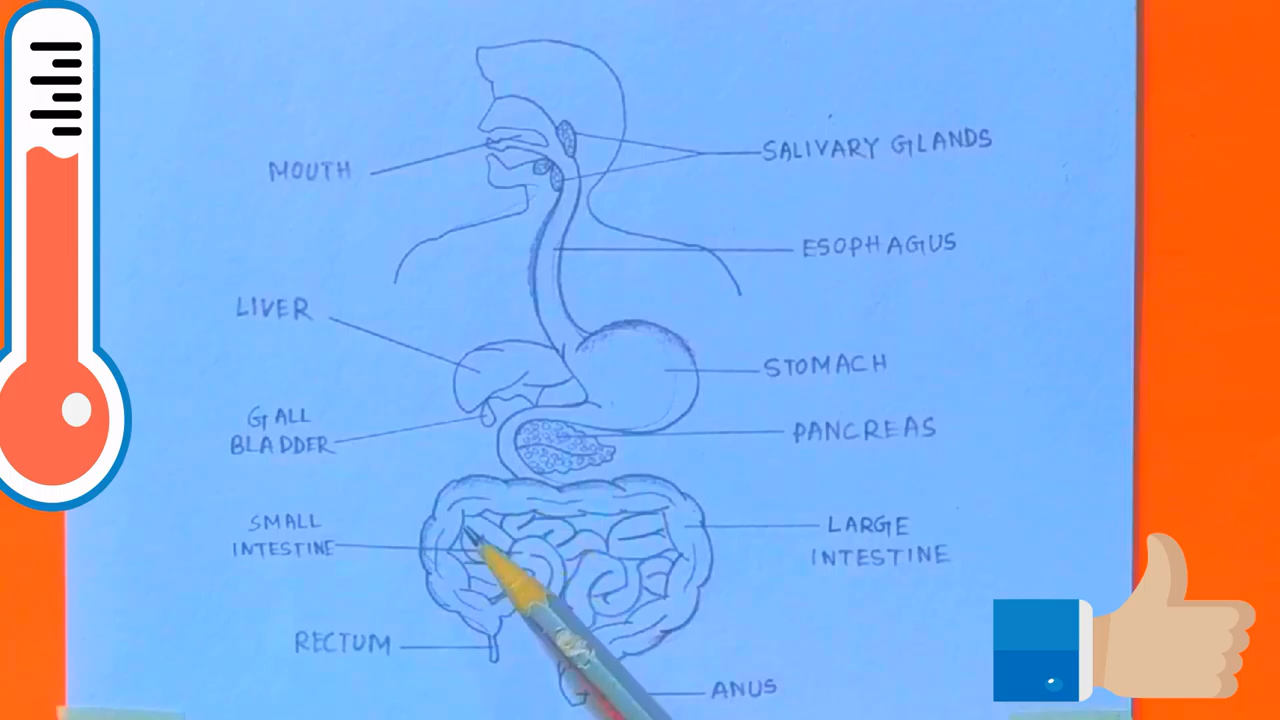 MOUTH
SALIVARY GLANDS
ESOPHAGUS
LIVER
STOMACH
GALL
BLADDER
PANCREAS
SMALL
INTESTINE
LARGE
INTESTINE
RECTUM
ANUS